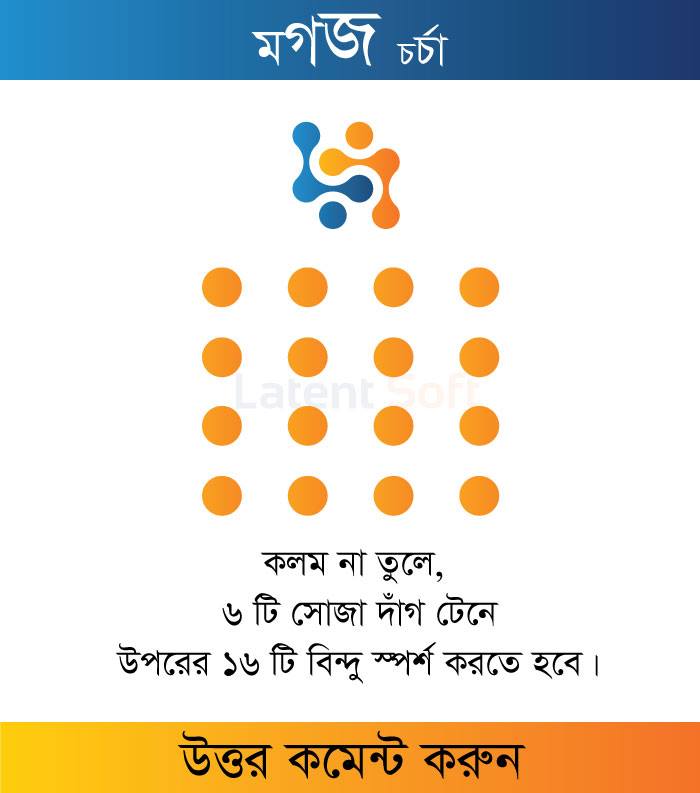 মগজ চর্চা
Latent Soft
কলম না তুলে,
৬ টি সোজা দাঁগ টেনে
উপরের ১৬ টি বিন্দু স্পর্শ করতে হবে।
উত্তর কমেন্ট করুন